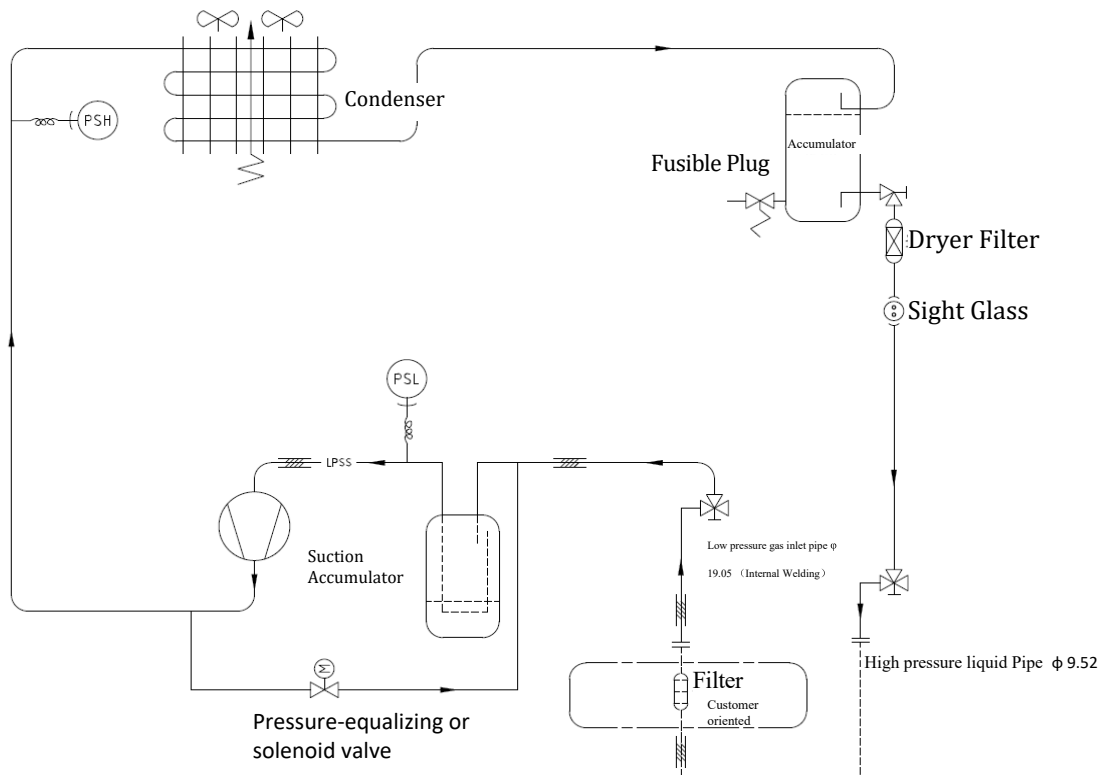 PSH
Condenser
Accumulator
Fusible Plug
Dryer Filter
Sight Glass
PSL
LPSS
Suction
Accumulator
Low pressure gas inlet pipe φ
19.05 （Internal Welding）
High pressure liquid Pipe ϕ 9.52
Filter
Customer
oriented
M
Pressure-equalizing or
solenoid valve